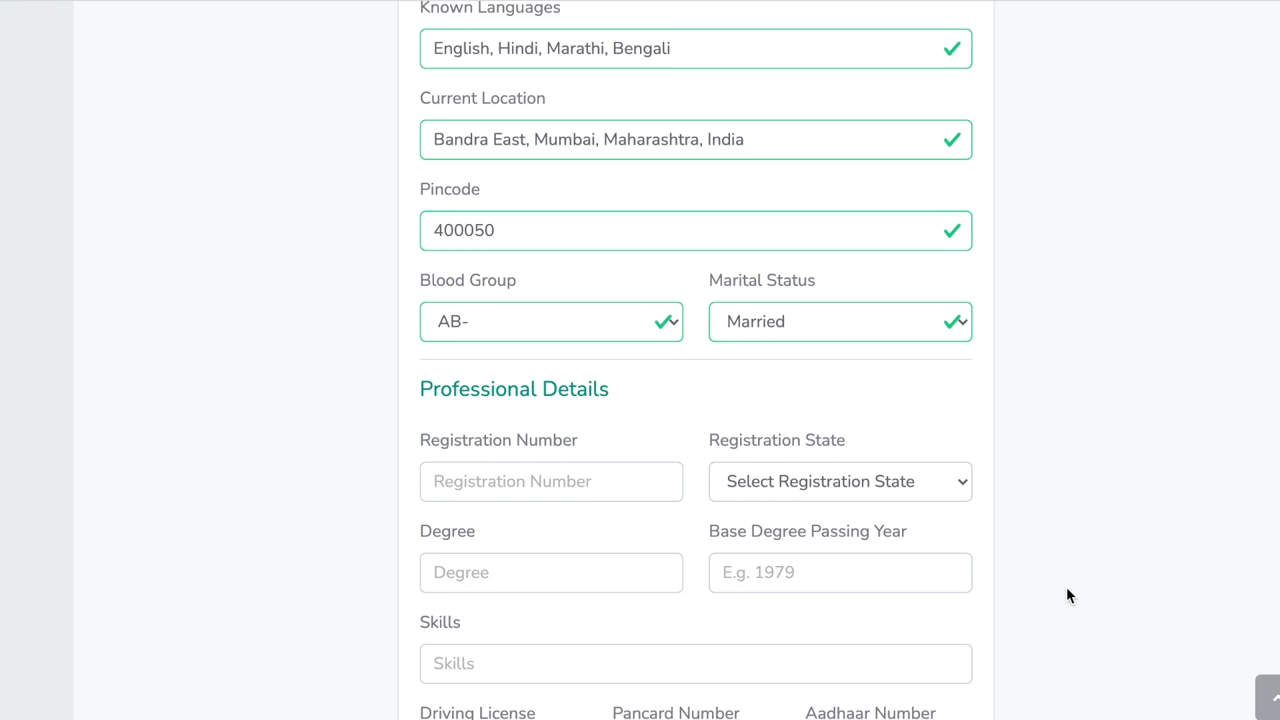 Known Languages
English, Hindi, Marathi, Bengali
Current Location
Bandra East, Mumbai, Maharashtra, India
Pincode
400050
Blood Group
Marital Status
AB-
Married
Professional Details
Registration Number
Registration State
Registration Number
Select Registration State
Degree
Base Degree Passing Year
Degree
E.g. 1979
Skills
Skills
Driving License
Pancard Number
Aadhaar Number